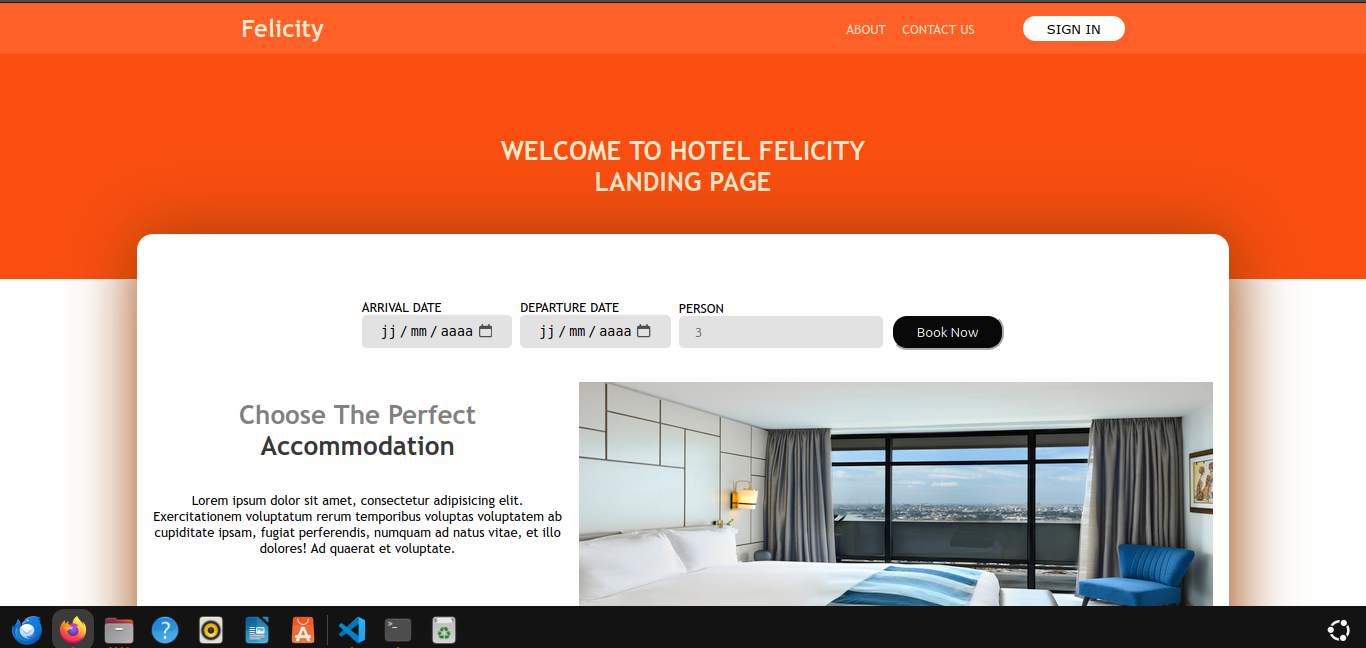 Felicity
ABOUT CONTACT US SIGN IN
WELCOME TO HOTEL FELICITY
LANDING PAGE
ARRIVAL DATE DEPARTURE DATE PERSON
jj / mm / aaaa jj / mm / aaaa 3 Book Now
Choose The Perfect
Accommodation
Lorem ipsum dolor sit amet, consectetur adipisicing elit.
Exercitationem voluptatum rerum temporibus voluptas voluptatem ab
cupiditate ipsam, fugiat perferendis, numquam ad natus vitae, et illo
dolores! Ad quaerat et voluptate.